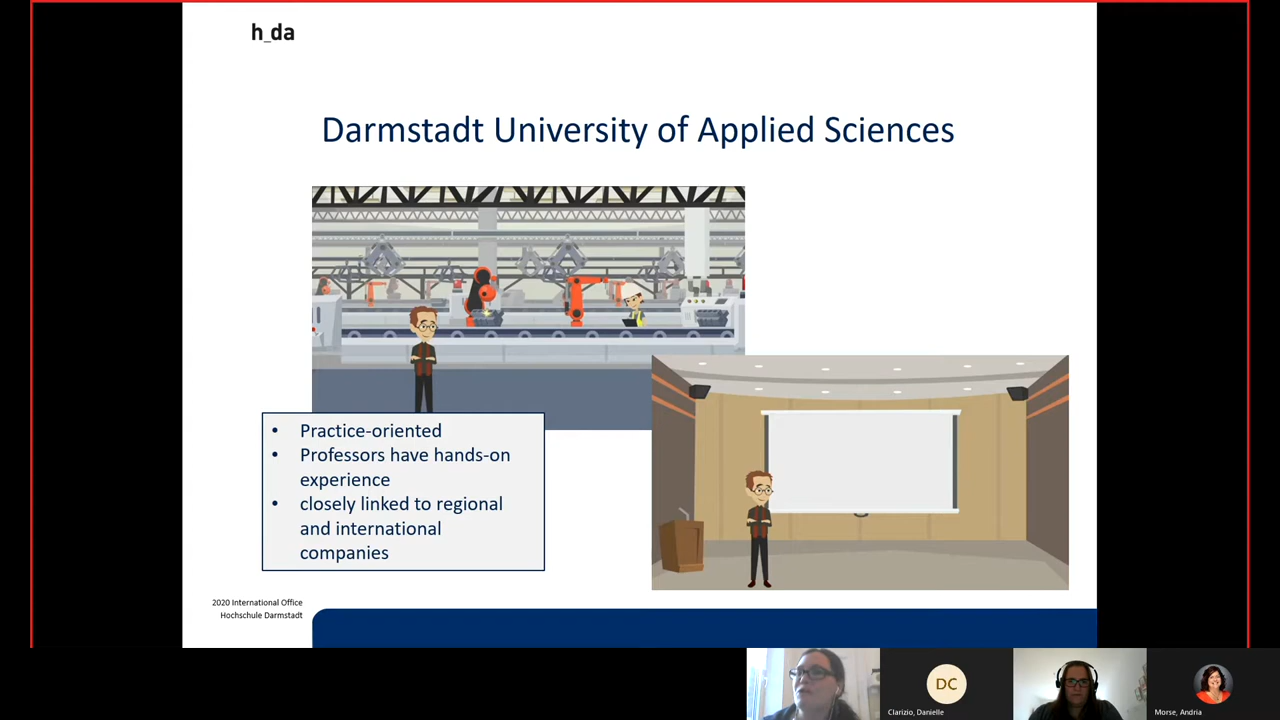 h_da
Darmstadt University of Applied Sciences
• Practice-oriented
• Professors have hands-on
experience
• closely linked to regional
and international
companies
2020 International Office
Hochschule Darmstadt
DC
Clarizio, Danielle
Morse, Andria